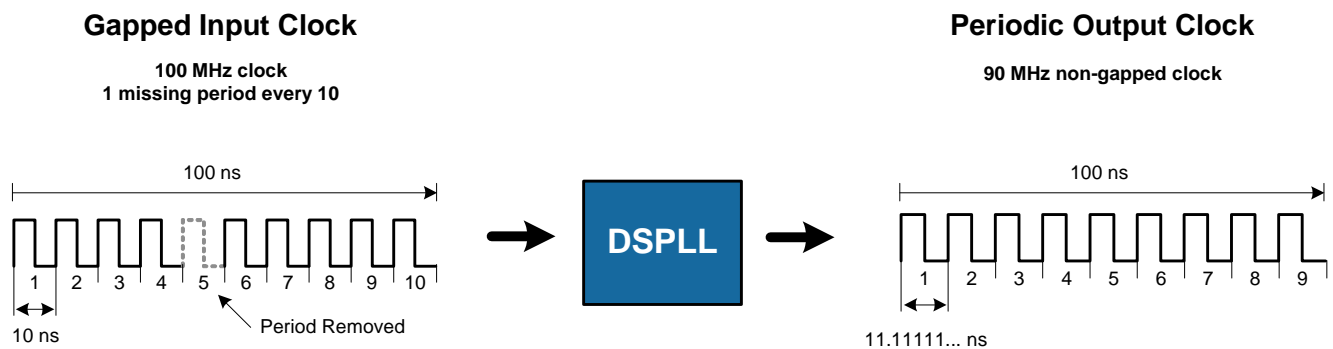 Gapped Input Clock
100 MHz clock
1 missing period every 10
100 ns
1 2 3 4 5 6 7 8 9 10
10 ns
Period Removed
DSPLL
Periodic Output Clock
90 MHz non-gapped clock
100 ns
1 2 3 4 5 6 7 8 9
11.11111... ns